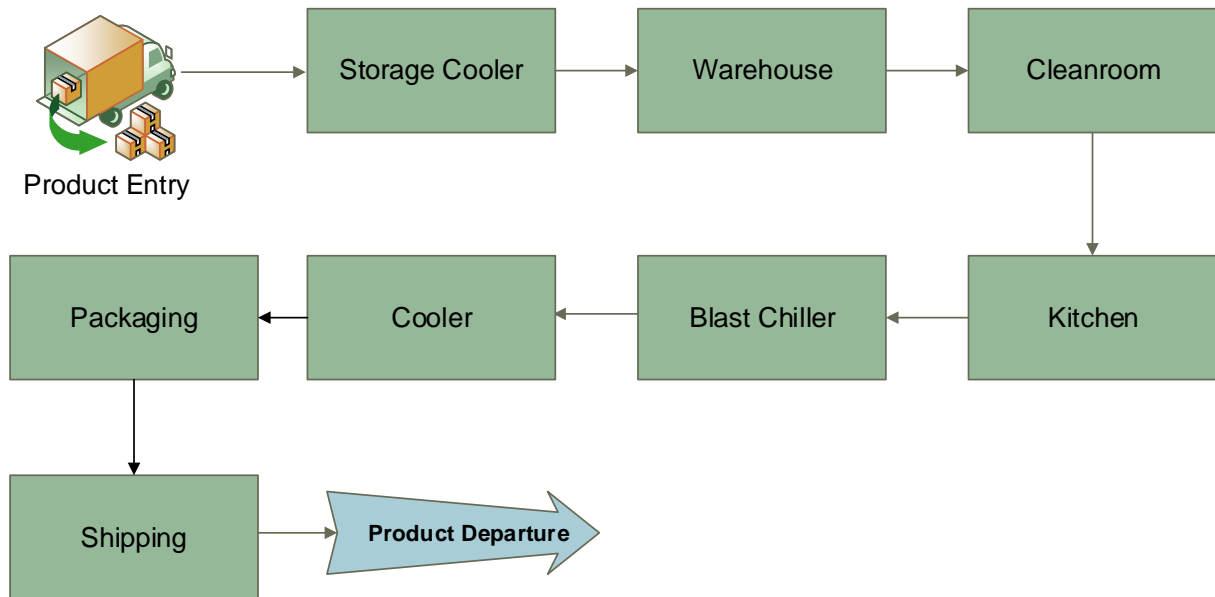 Storage Cooler
Warehouse
Cleanroom
Product Entry
Packaging
Cooler
Blast Chiller
Kitchen
Shipping
Product Departure